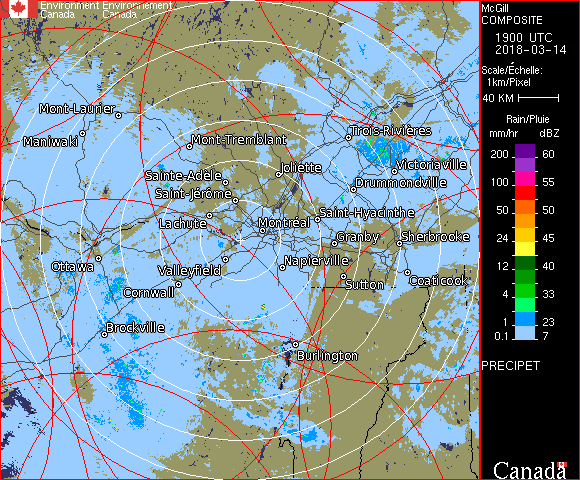 Environment Environnement
Canada Canada
McGill
COMPOSITE
1900 UTC
2018-03-14
Scale/Échelle:
1km/Pixel
40 KM
Rain/Pluie
mm/hr dBZ
200 60
100 55
50 50
24 45
12 40
4 33
1 23
0.1 7
PRECIPET
Canada
Mont-Laurier
Maniwaki
Mont-Tremblant
Trois-Rivières
Joliette
Victoriaville
Sainte-Adèle
Drummondville
Saint-Jérôme
Saint-Hyacinthe
Lachute
Montréal
Granby
Sherbrooke
Ottawa
Valleyfield
Napierville
Cornwall
Sutton
Coaticook
Brockville
Burlington